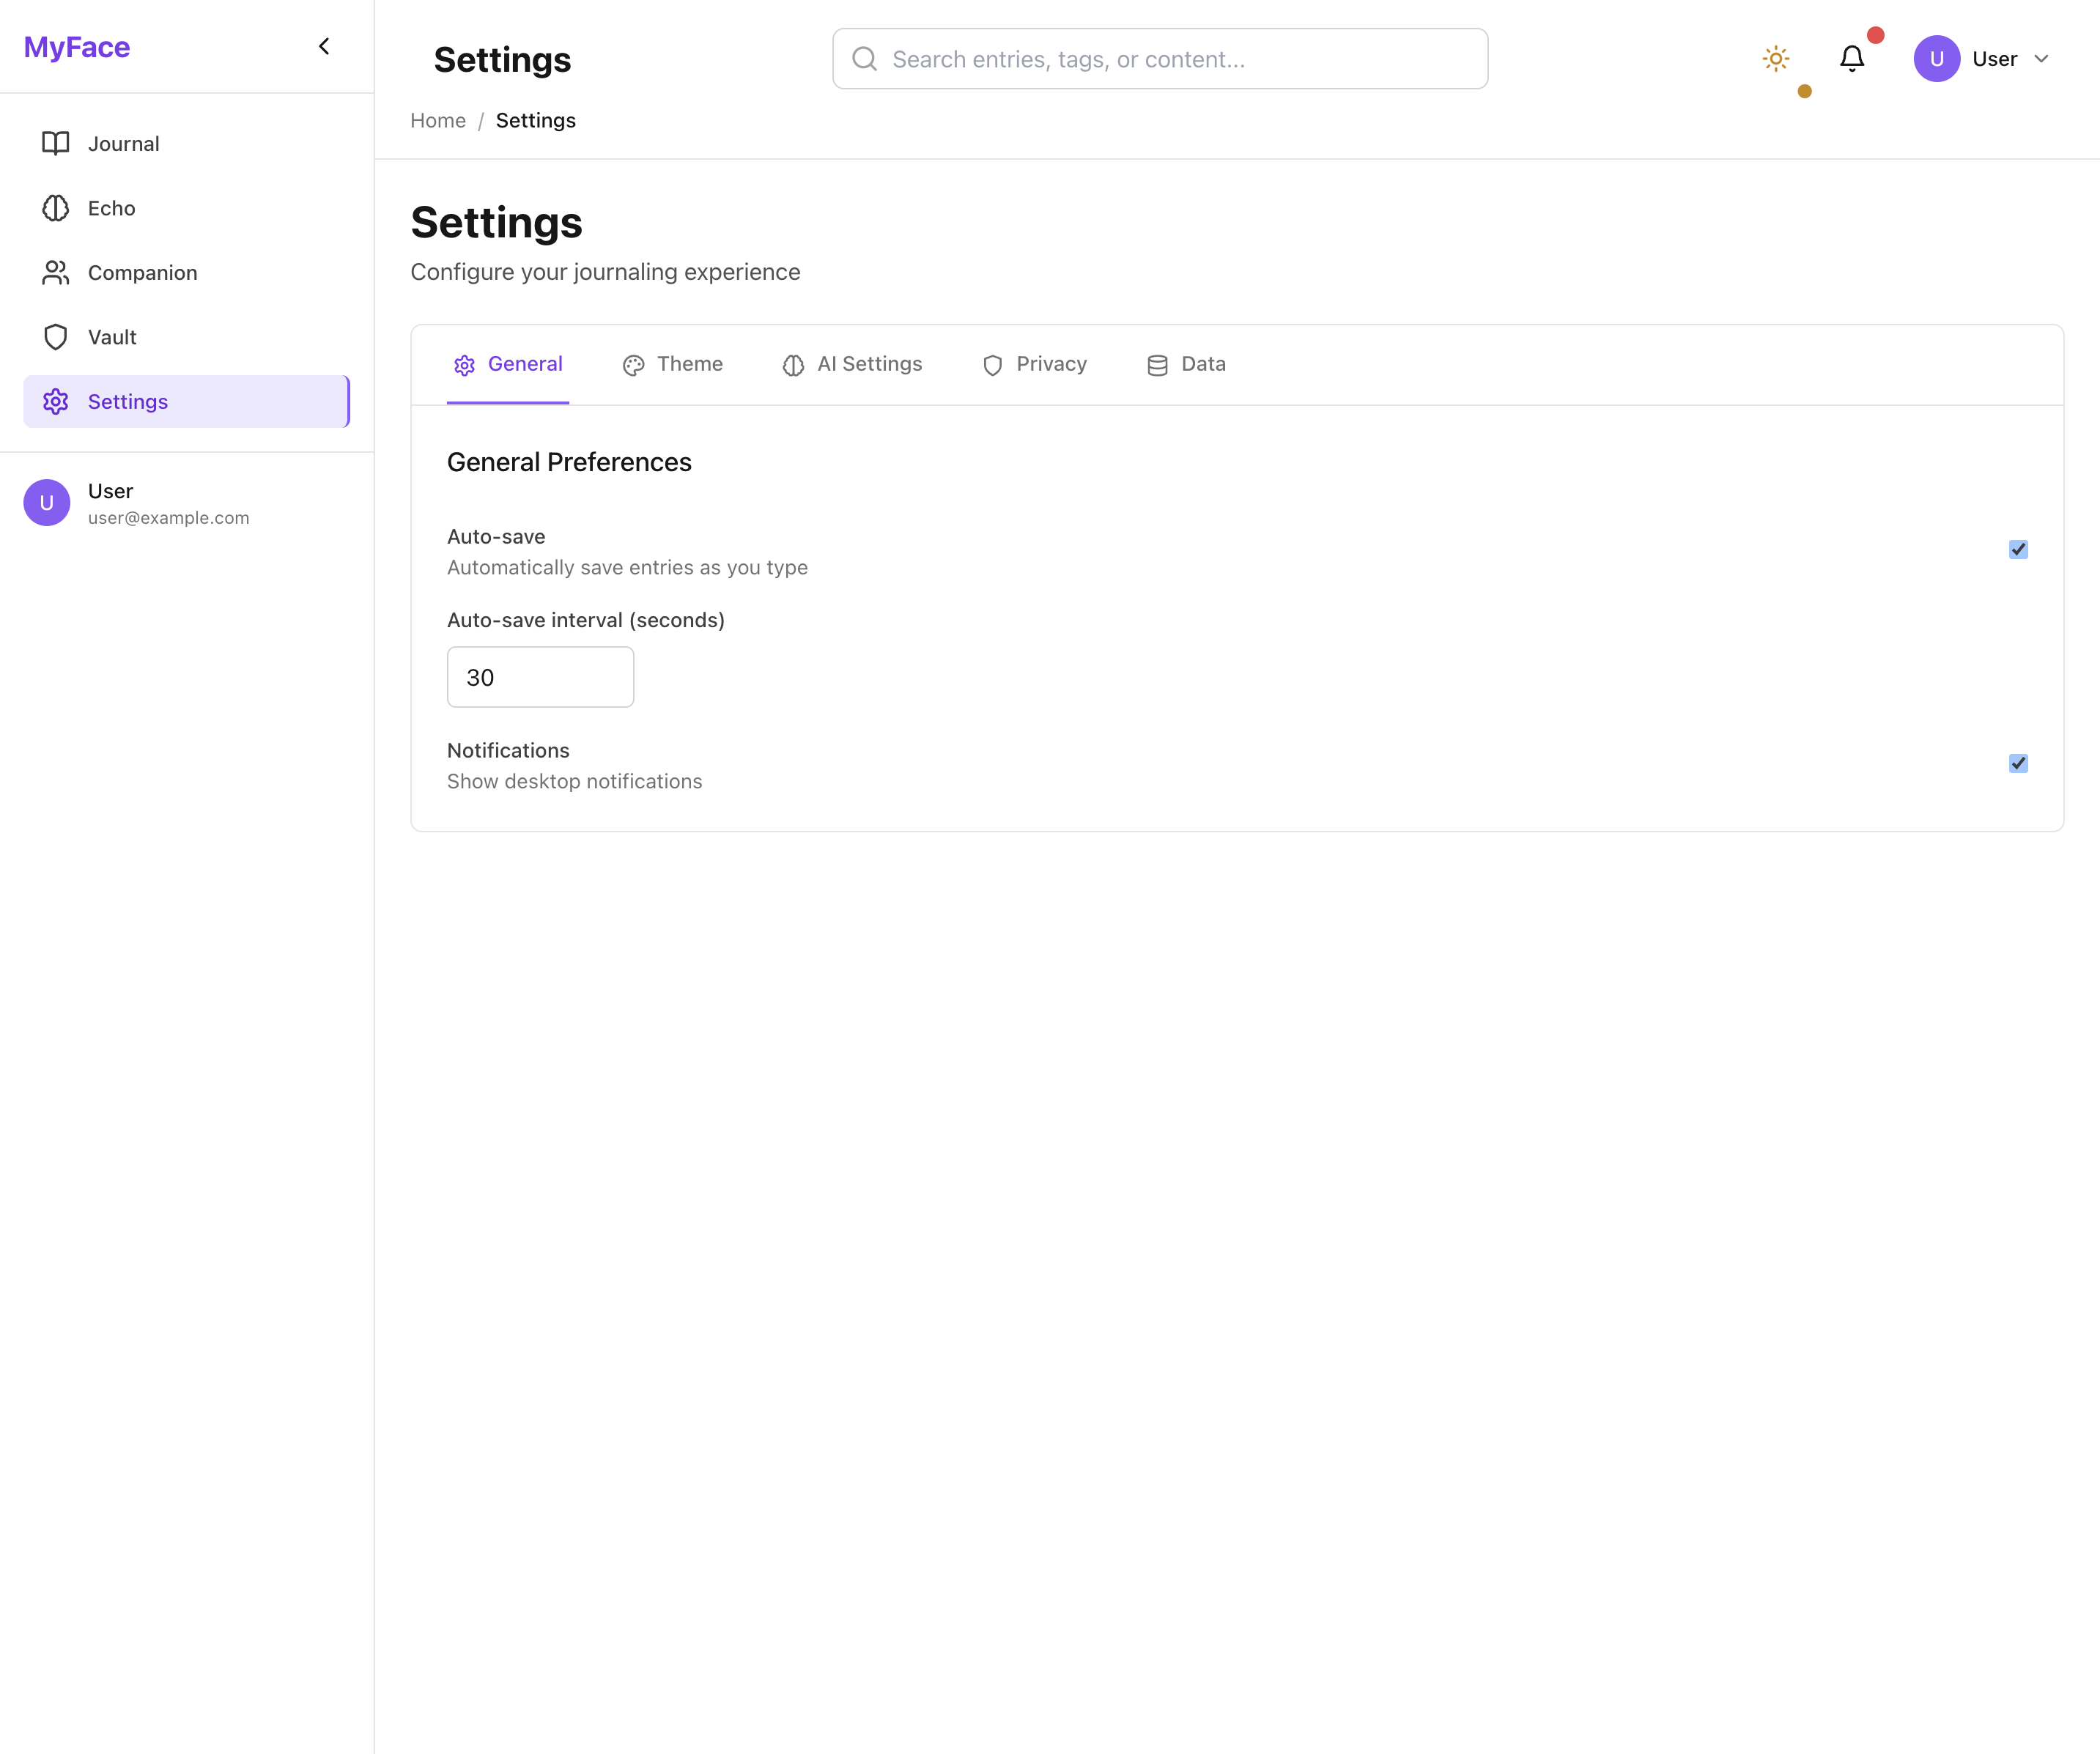 MyFace
Journal
Echo
Companion
Vault
Settings
U
User
user@example.com
Settings
Search entries, tags, or content...
U
User
Home / Settings
Settings
Configure your journaling experience
General
Theme
AI Settings
Privacy
Data
General Preferences
Auto-save
Automatically save entries as you type
Auto-save interval (seconds)
30
Notifications
Show desktop notifications